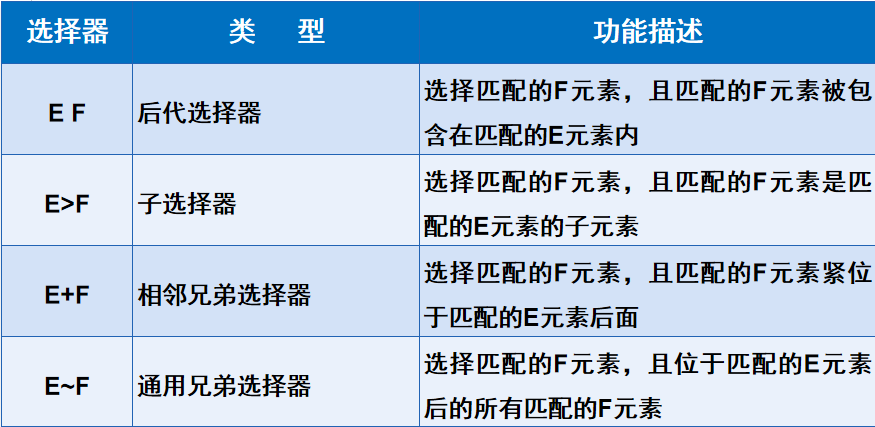 选择器 类 型 功能描述
E F 后代选择器 选择匹配的F元素，且匹配的F元素被包
含在匹配的E元素内
E>F 子选择器 选择匹配的F元素，且匹配的F元素是匹
配的E元素的子元素
E+F 相邻兄弟选择器 选择匹配的F元素，且匹配的F元素紧位
于匹配的E元素后面
E~F 通用兄弟选择器 选择匹配的F元素，且位于匹配的E元素
后的所有匹配的F元素